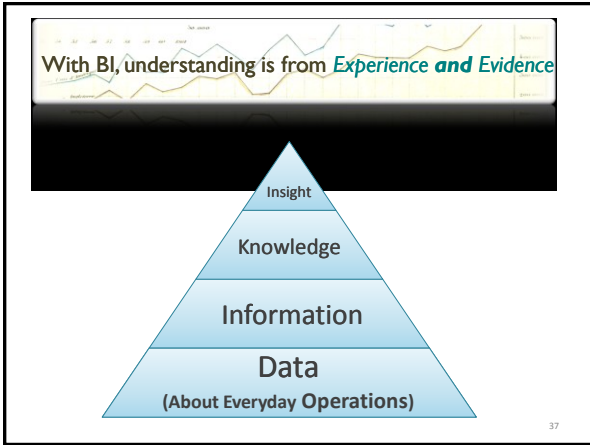 With BI, understanding is from Experience and Evidence
Insight
Knowledge
Information
Data
(About Everyday Operations)
37